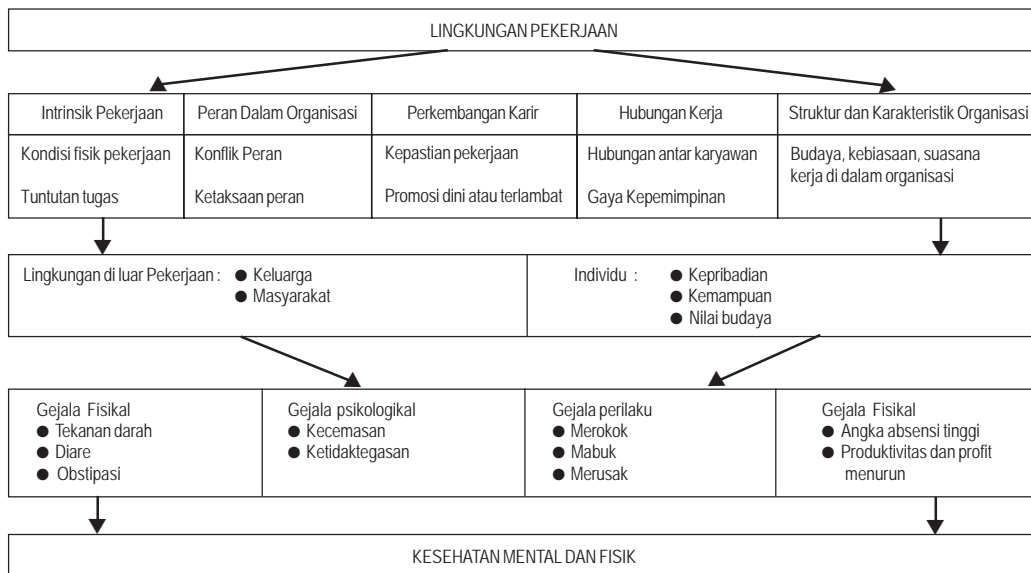 LINGKUNGAN PEKERJAAN
Intrinsik Pekerjaan
Kondisi fisik pekerjaan
Tuntutan tugas
Peran Dalam Organisasi
Konflik Peran
Ketaksaan peran
Perkembangan Karir
Kepastian pekerjaan
Promosi dini atau terlambat
Hubungan Kerja
Hubungan antar karyawan
Gaya Kepemimpinan
Struktur dan Karakteristik Organisasi
Budaya, kebiasaan, suasana
kerja di dalam organisasi
Lingkungan di luar Pekerjaan : ● Keluarga
● Masyarakat
Individu : ● Kepribadian
● Kemampuan
● Nilai budaya
Gejala Fisikal
● Tekanan darah
● Diare
● Obstipasi
Gejala psikologikal
● Kecemasan
● Ketidaktegasan
Gejala perilaku
● Merokok
● Mabuk
● Merusak
Gejala Fisikal
● Angka absensi tinggi
● Produktivitas dan profit
menurun
KESEHATAN MENTAL DAN FISIK